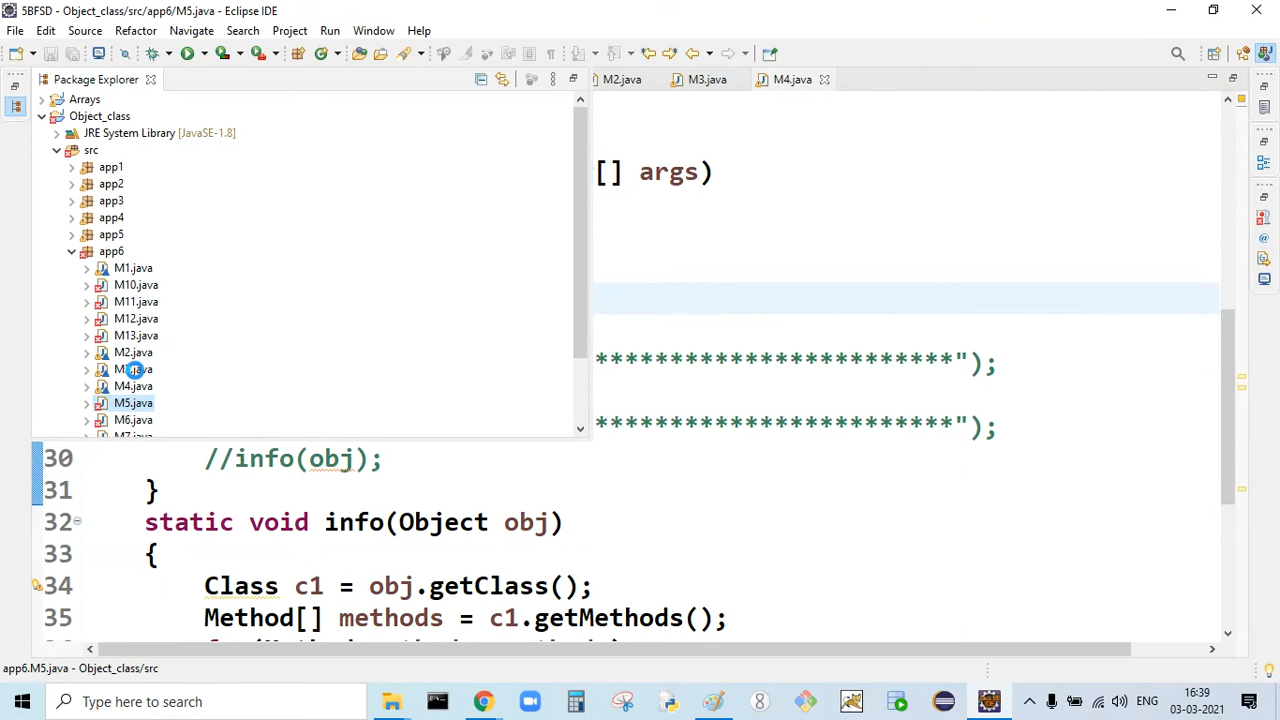 5BFSD - Object_class/src/app6/M5.java - Eclipse IDE
File Edit Source Refactor Navigate Search Project Run Window Help
Package Explorer
M2.java M3.java M4.java
Arrays
Object_class
JRE System Library [JavaSE-1.8]
src
app1
app2
app3
app4
app5
app6
M1.java
M10.java
M11.java
M12.java
M13.java
M2.java
M4.java
M5.java
M6.java
[] args)
************************");
************************");
30 //info(obj);
31 }
32 static void info(Object obj)
33 {
34 Class c1 = obj.getClass();
35 Method[] methods = c1.getMethods();
app6.M5.java - Object_class/src
Type here to search
ENG
6:39
03-03-2021